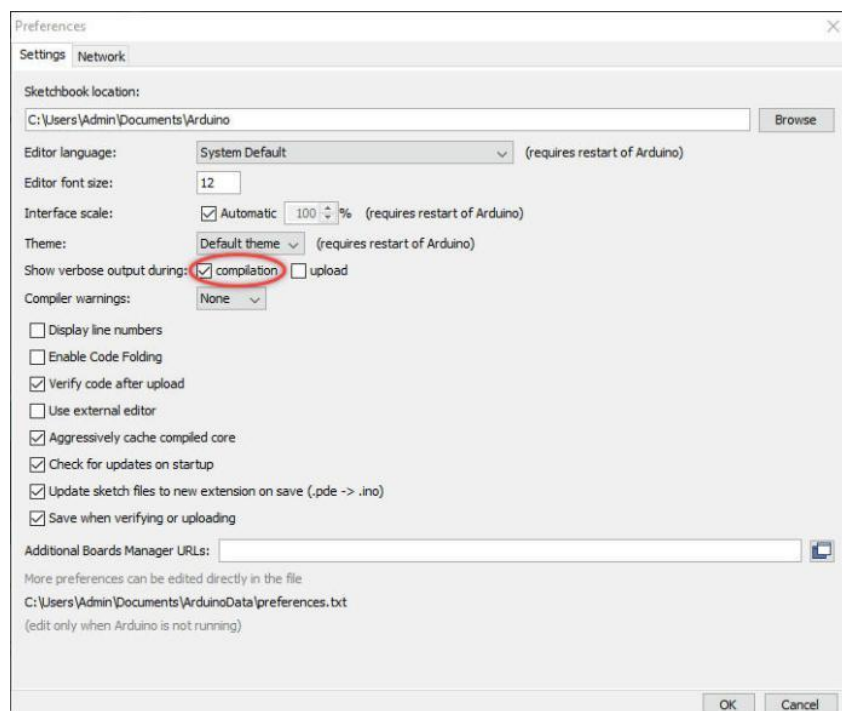 Preferences
Settings Network
Sketchbook location:
C:\Users\Admin\Documents\Arduino Browse
Editor language: System Default (requires restart of Arduino)
Editor font size: 12
Interface scale: Automatic 100 % (requires restart of Arduino)
Theme: Default theme (requires restart of Arduino)
Show verbose output during: compilation upload
Compiler warnings: None
Display line numbers
Enable Code Folding
Verify code after upload
Use external editor
Aggressively cache compiled core
Check for updates on startup
Update sketch files to new extension on save (.pde -> .ino)
Save when verifying or uploading
Additional Boards Manager URLs:
More preferences can be edited directly in the file
C:\Users\Admin\Documents\ArduinoData\preferences.txt
(edit only when Arduino is not running)
OK Cancel